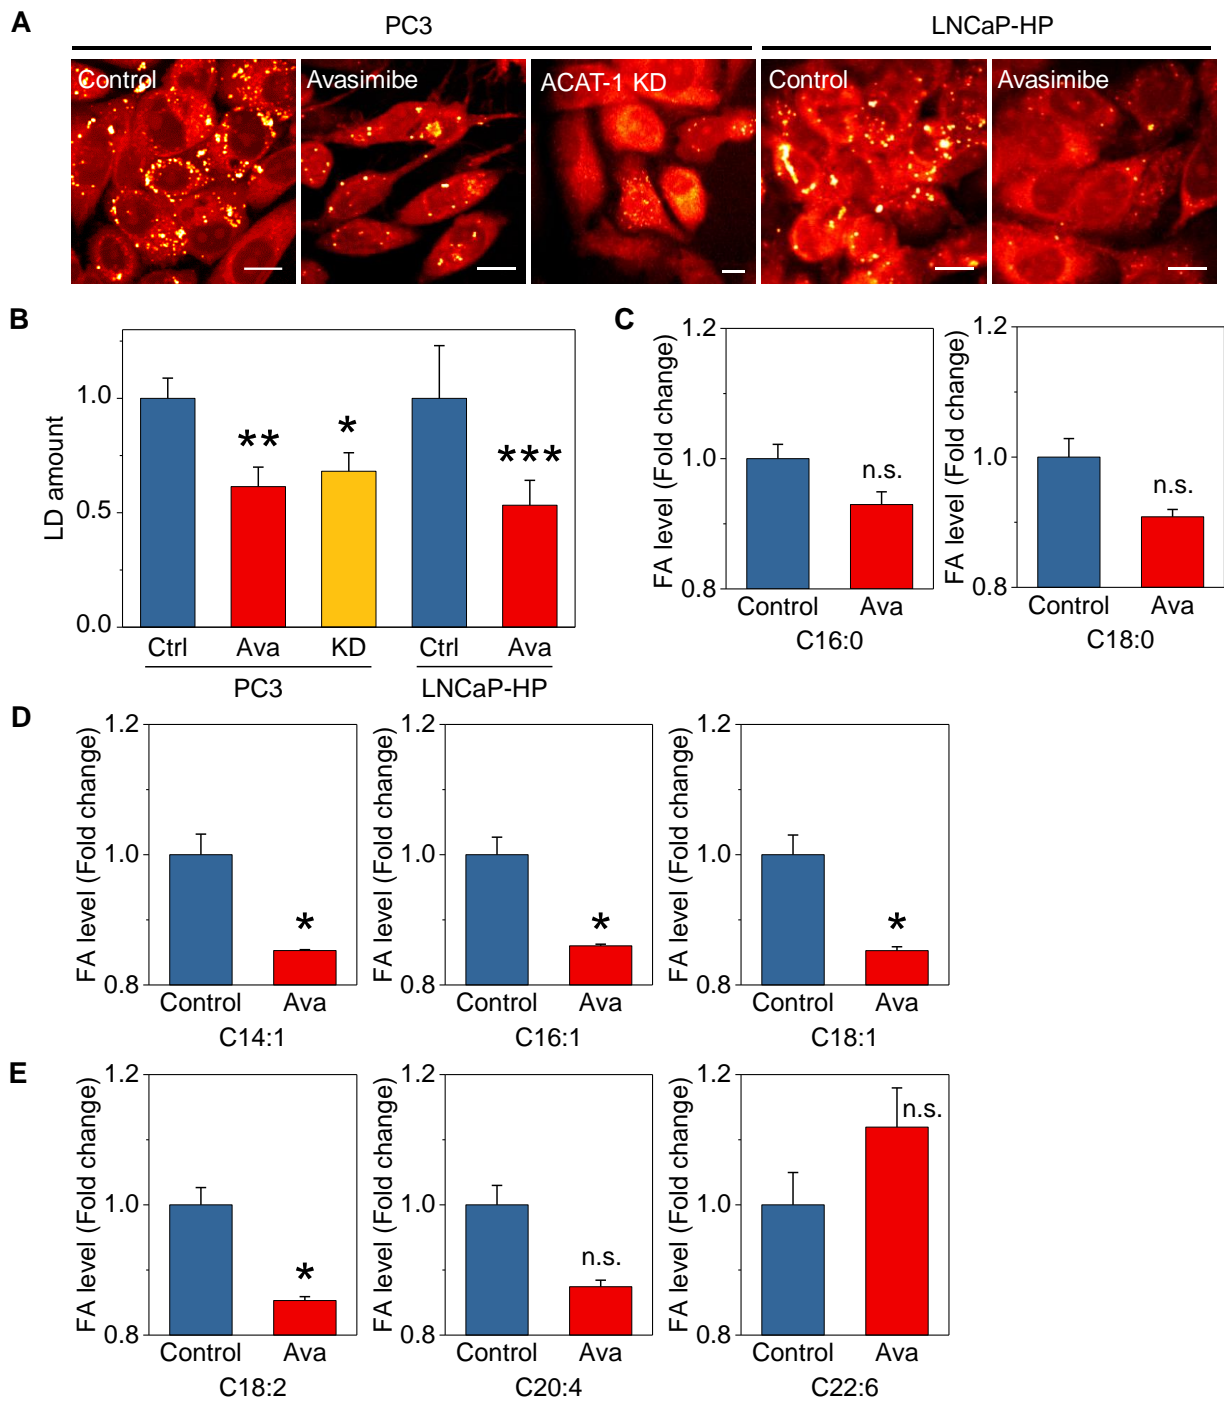 A
PC3
LNCaP-HP
Control
Avasimibe
ACAT-1 KD
Control
Avasimibe
B
LD amount
1.0
0.5
0.0
**
*
***
Ctrl
Ava
KD
Ctrl
Ava
PC3
LNCaP-HP
C
FA level (Fold change)
1.2
1.0
0.8
n.s.
Control
Ava
C16:0
FA level (Fold change)
1.2
1.0
0.8
n.s.
Control
Ava
C18:0
D
FA level (Fold change)
1.2
1.0
0.8
*
Control
Ava
C14:1
FA level (Fold change)
1.2
1.0
0.8
*
Control
Ava
C16:1
FA level (Fold change)
1.2
1.0
0.8
*
Control
Ava
C18:1
E
FA level (Fold change)
1.2
1.0
0.8
*
Control
Ava
C18:2
FA level (Fold change)
1.2
1.0
0.8
n.s.
Control
Ava
C20:4
FA level (Fold change)
1.2
1.0
0.8
n.s.
Control
Ava
C22:6